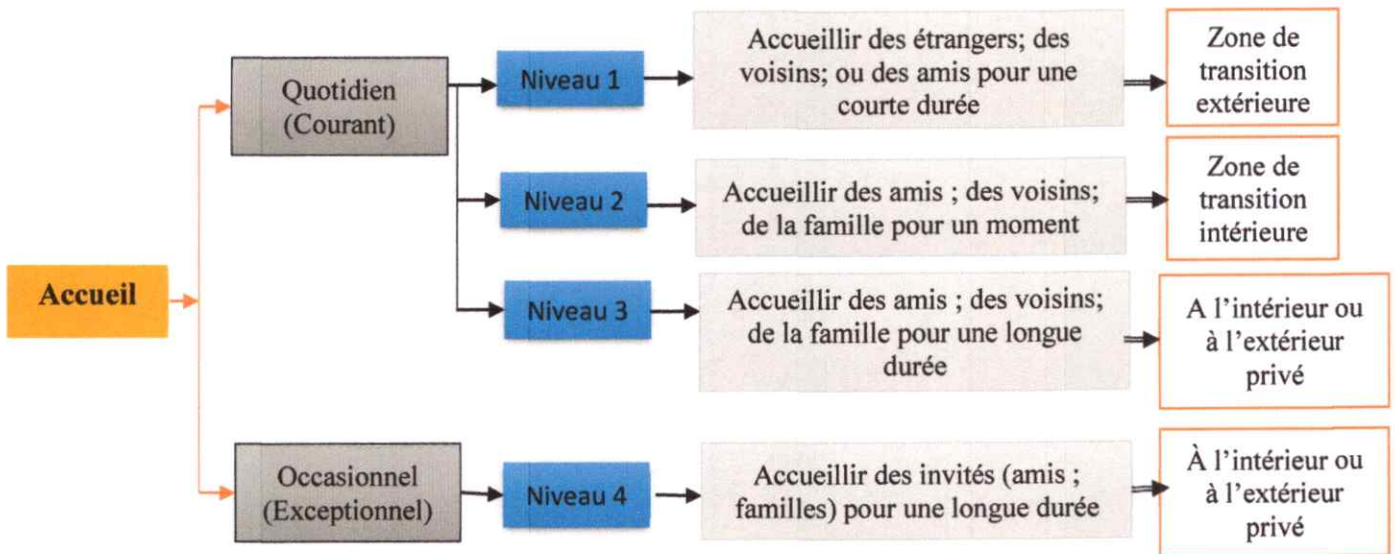 Accueil
Quotidien
(Courant)
Niveau 1
Accueillir des étrangers; des
voisins; ou des amis pour une
courte durée
Zone de
transition
extérieure
Niveau 2
Accueillir des amis ; des voisins;
de la famille pour un moment
Zone de
transition
intérieure
Niveau 3
Accueillir des amis ; des voisins;
de la famille pour une longue
durée
A l'intérieur ou
à l'extérieur
privé
Occasionnel
(Exceptionnel)
Niveau 4
Accueillir des invités (amis ;
familles) pour une longue durée
À l'intérieur ou
à l'extérieur
privé